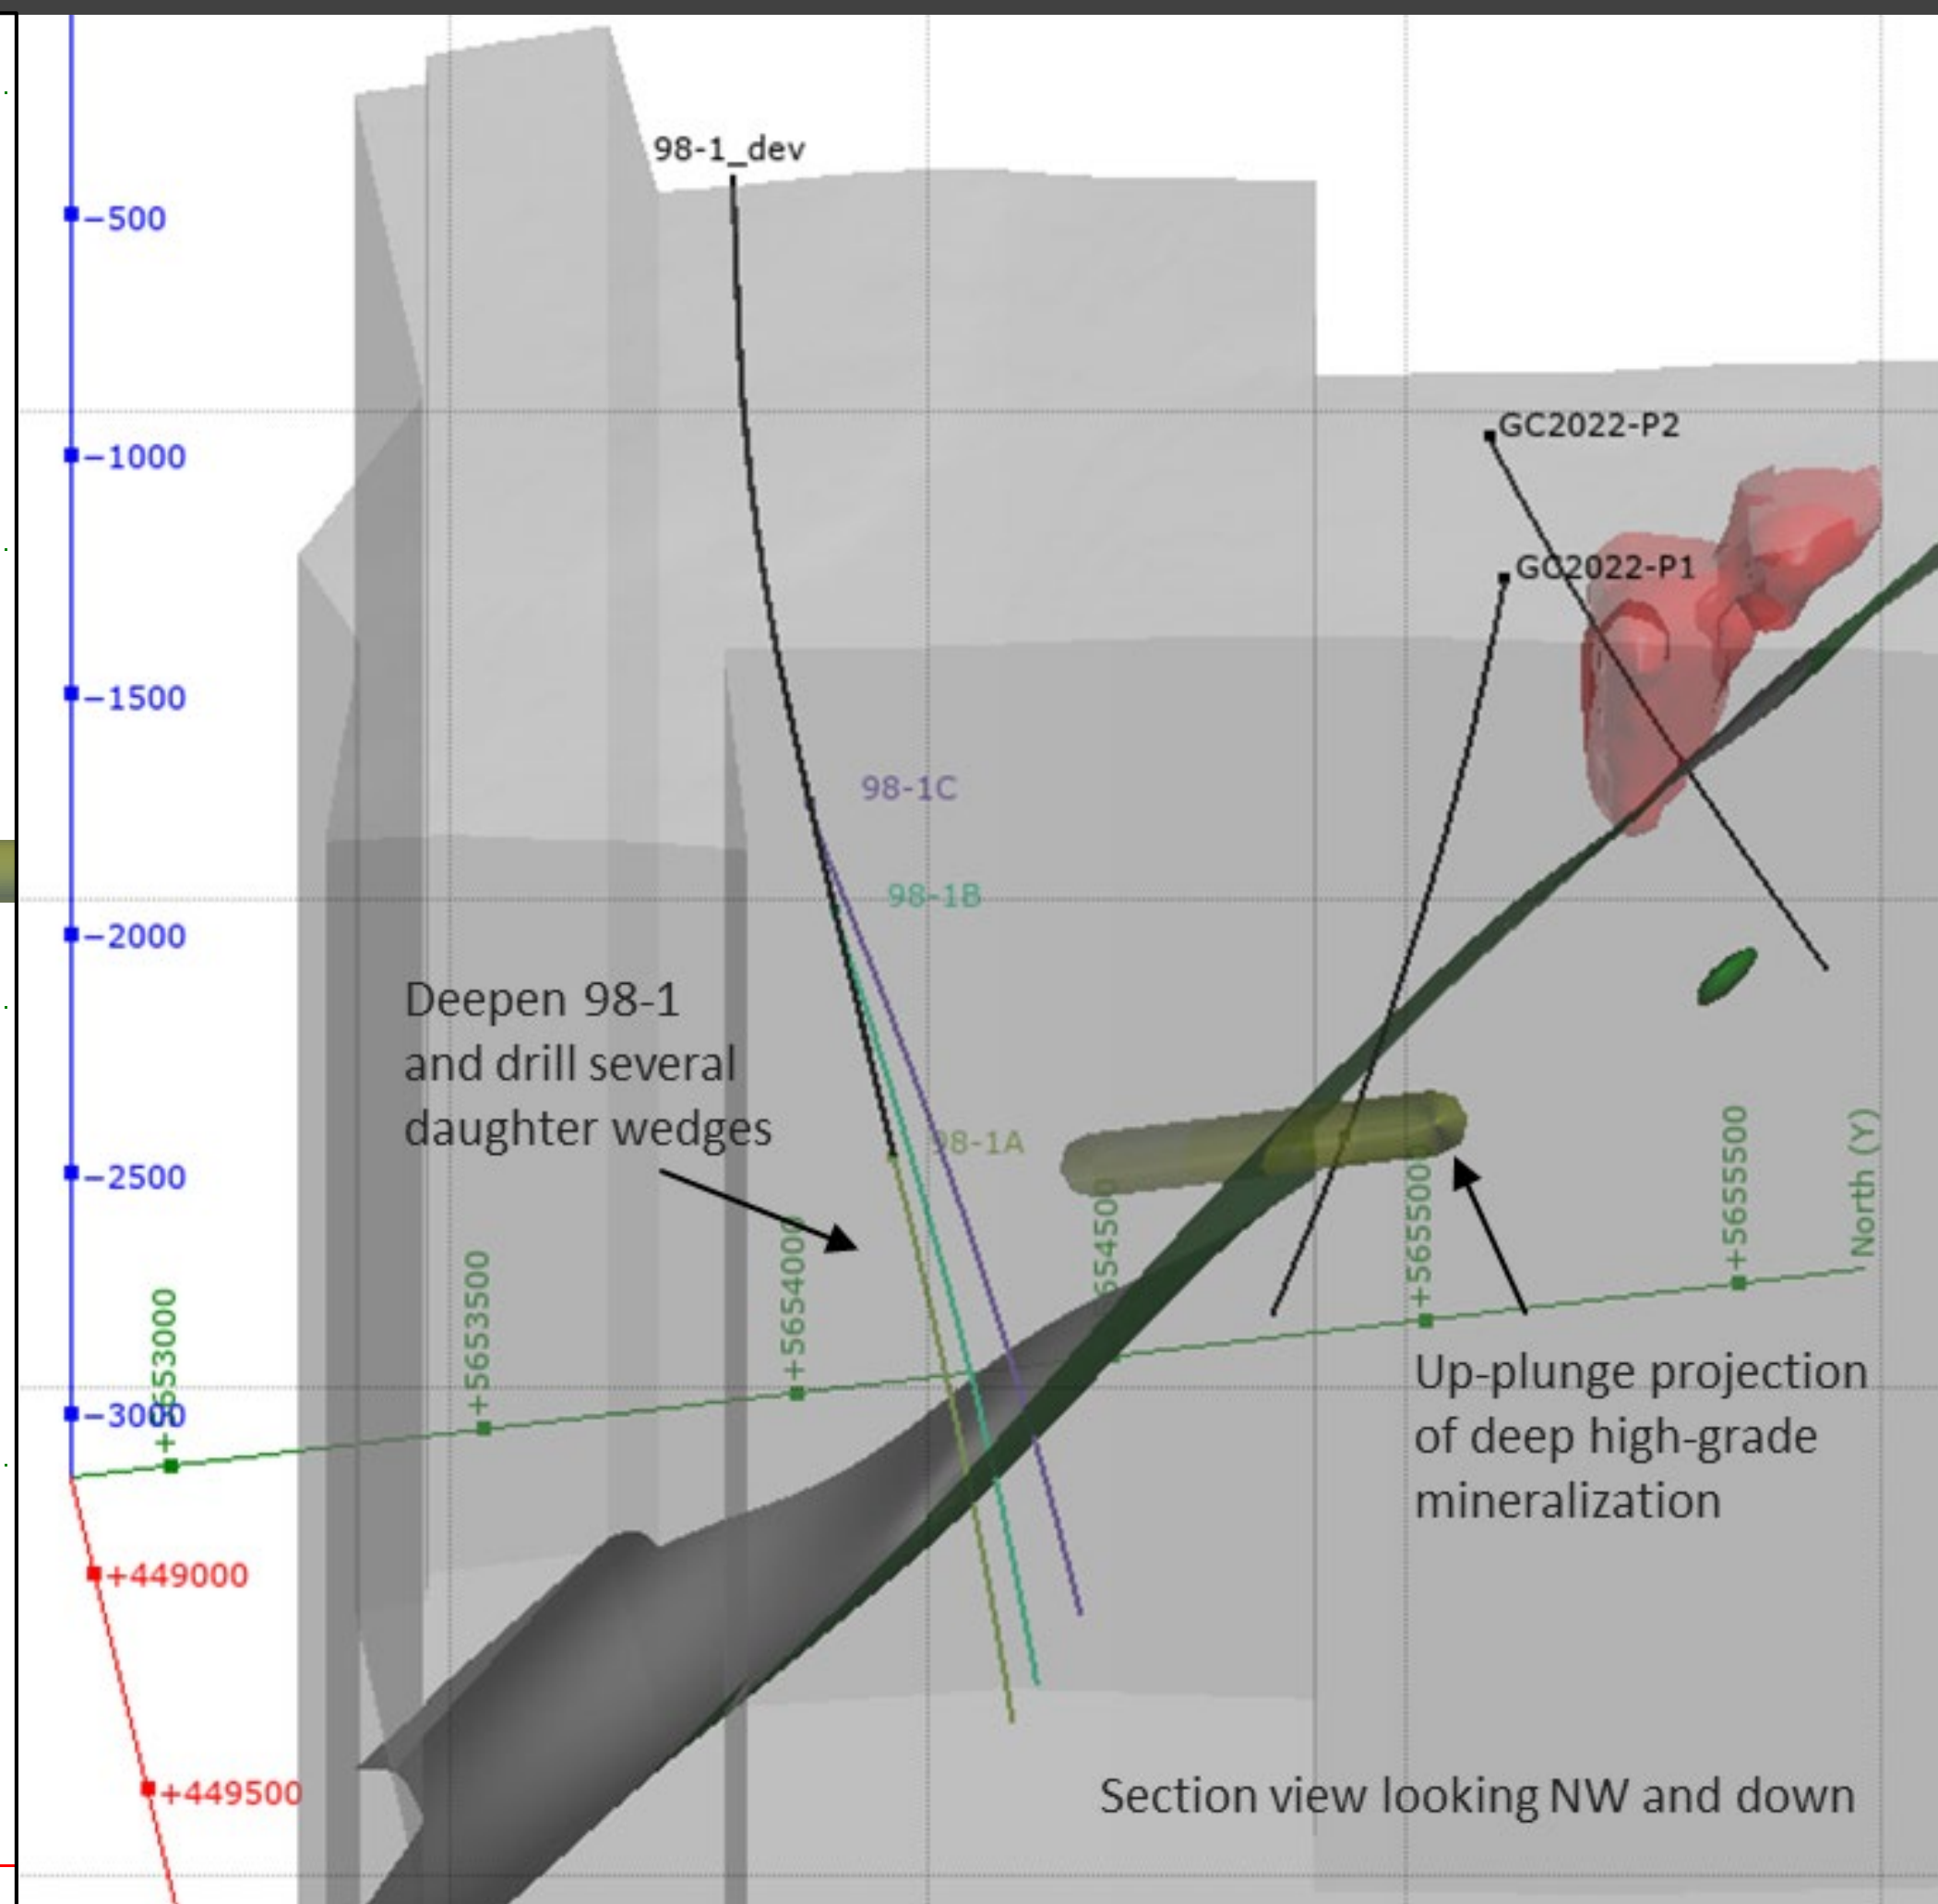 98-1_dev
-500
GC2022-P2
-1000
GC2022-P1
-1500
98-1C
98-1B
-2000
Deepen 98-1
and drill several
daughter wedges
98-1A
-2500
+5653000
+5653500
+5654000
654500
+565500
+5655500
North (Y)
-3000
Up-plunge projection
of deep high-grade
mineralization
+449000
+449500
Section view looking NW and down